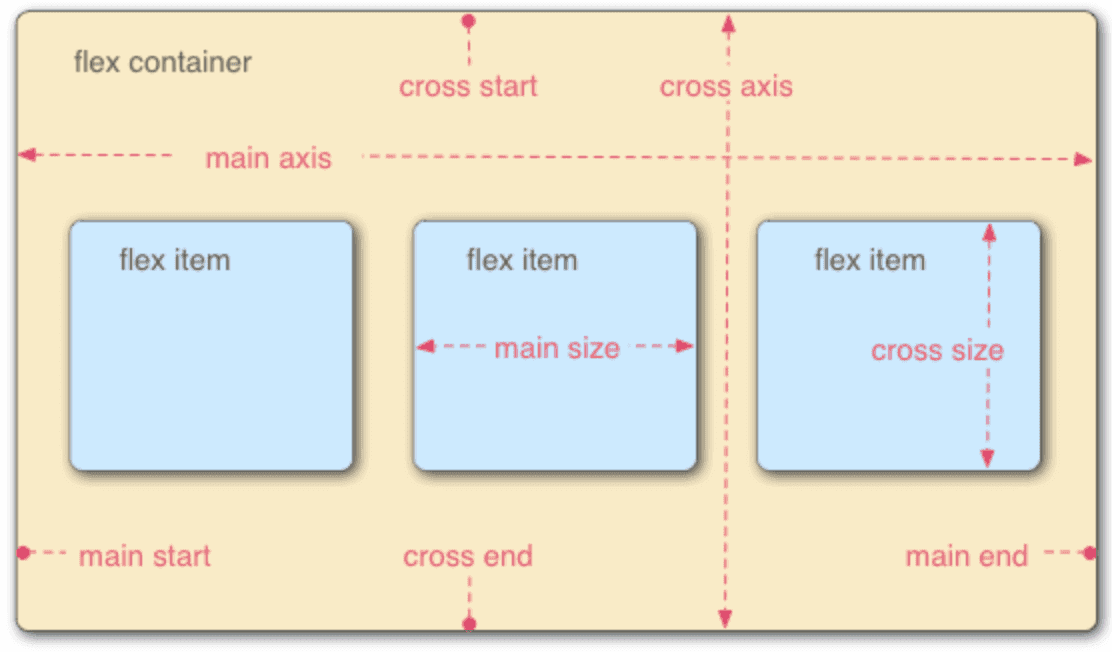 flex container
cross start
cross axis
main axis
flex item
flex item
flex item
main size
cross size
main start
cross end
main end